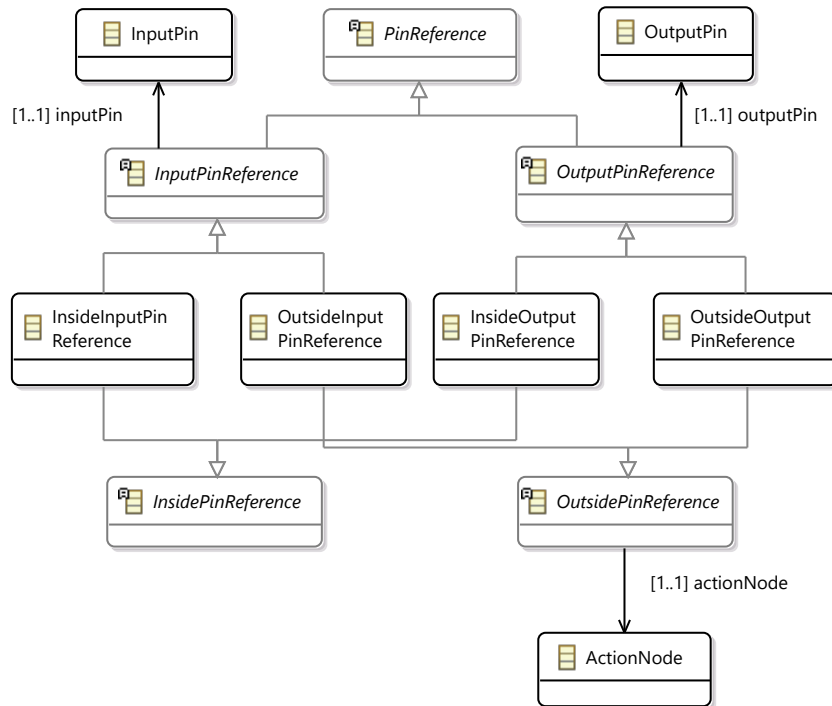 InputPin
PinReference
OutputPin
[1..1] inputPin
[1..1] outputPin
InputPinReference
OutputPinReference
InsideInputPin
Reference
OutsideInput
PinReference
InsideOutput
PinReference
OutsideOutput
PinReference
InsidePinReference
OutsidePinReference
[1..1] actionNode
ActionNode